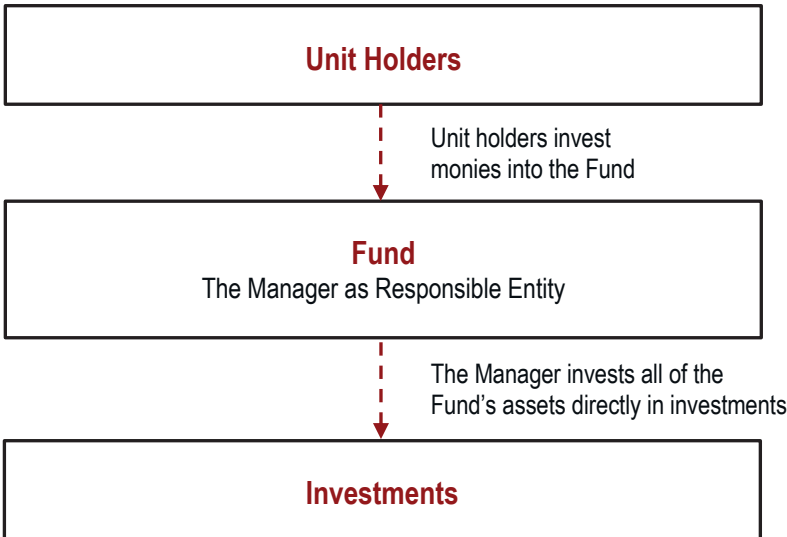 Unit Holders
Unit holders invest
monies into the Fund
Fund
The Manager as Responsible Entity
The Manager invests all of the
Fund’s assets directly in investments
Investments